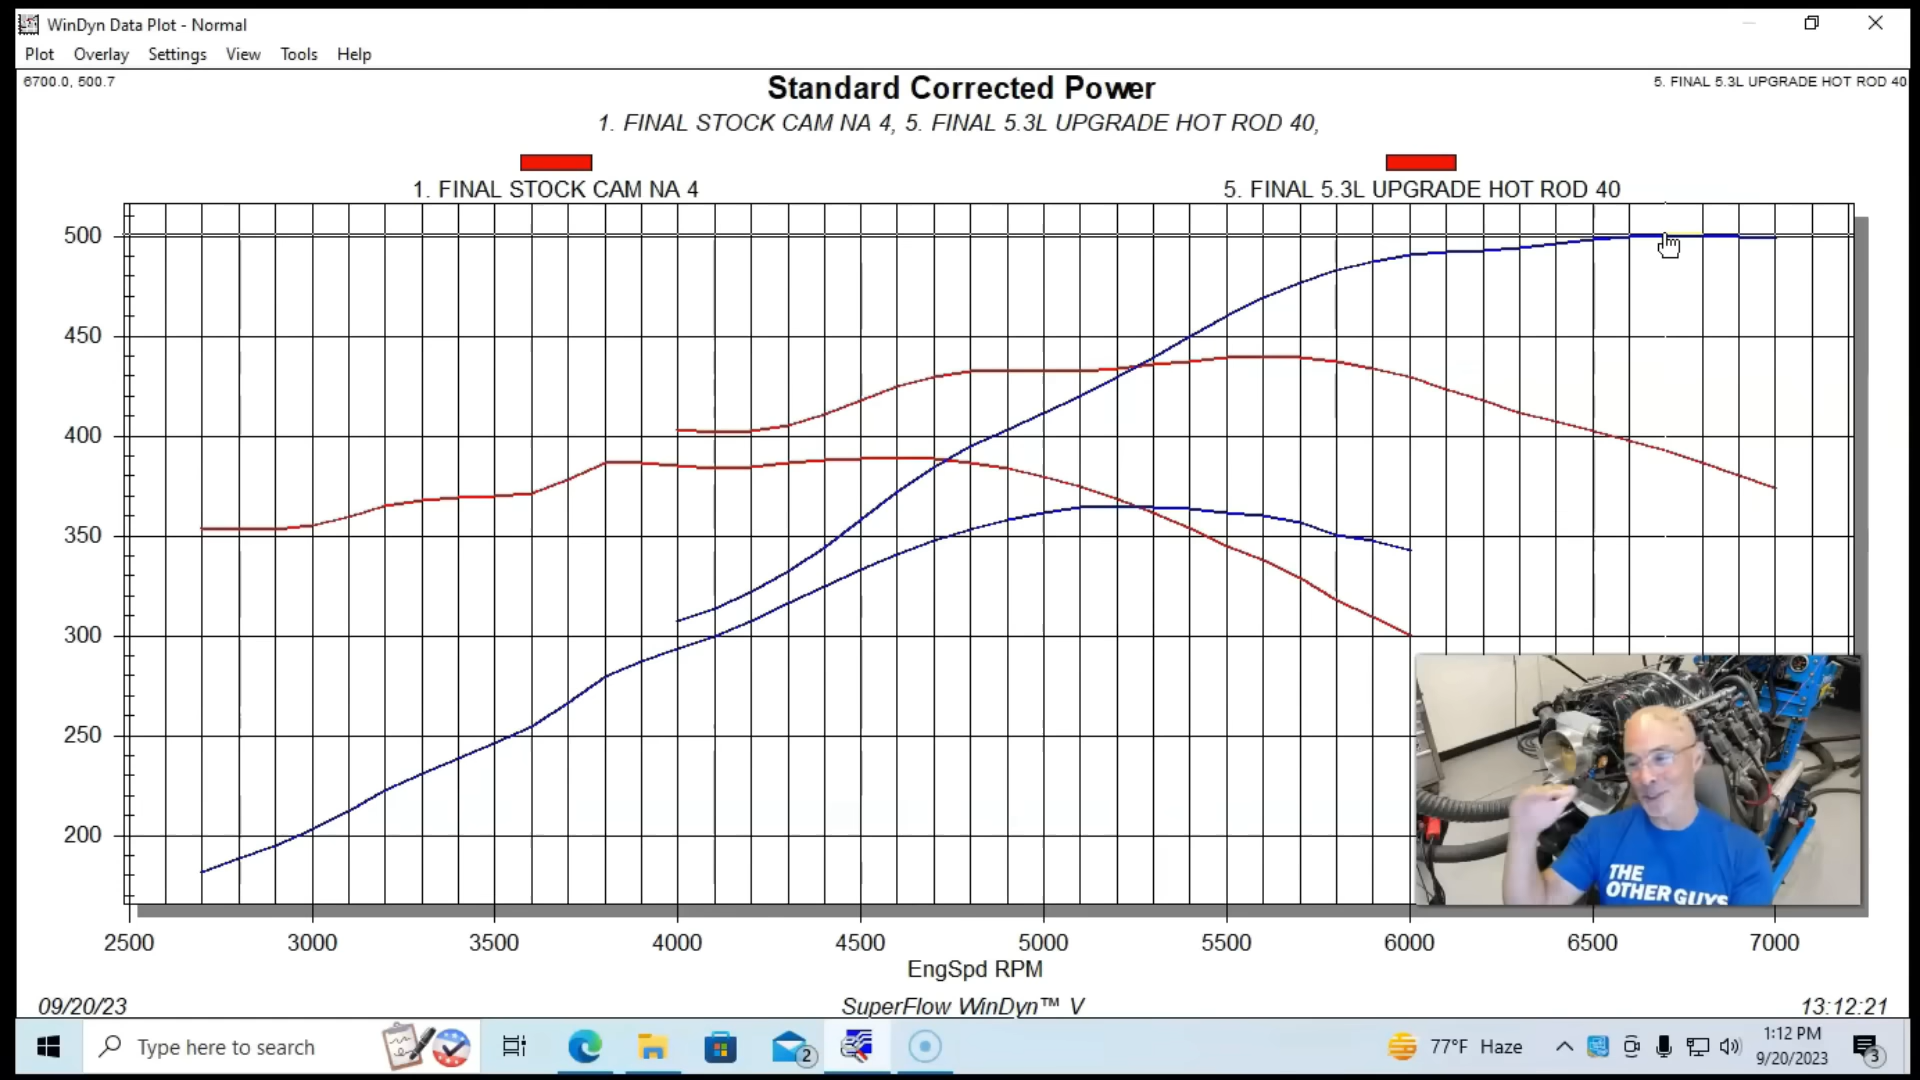 WinDyn Data Plot - Normal
Plot Overlay Settings View Tools Help
6700.0, 500.7
5. FINAL 5.3L UPGRADE HOT ROD 40
Standard Corrected Power
1. FINAL STOCK CAM NA 4, 5. FINAL 5.3L UPGRADE HOT ROD 40,
1. FINAL STOCK CAM NA 4
5. FINAL 5.3L UPGRADE HOT ROD 40
500
450
400
350
300
250
200
THE
OTHER GUYS
2500 3000 3500 4000 4500 5000 5500 6000 6500 7000
EngSpd RPM
09/20/23
SuperFlow WinDyn™ V
13:12:21
Type here to search
2
77°F Haze
1:12 PM
9/20/2023
3